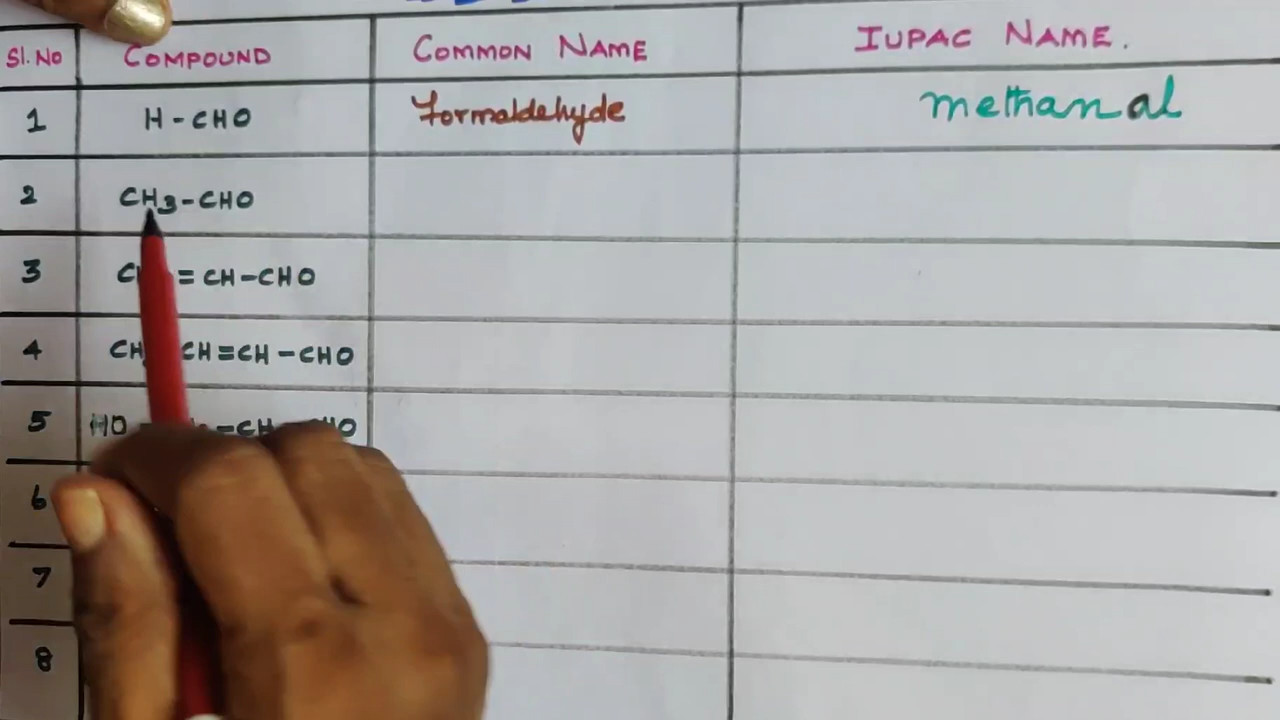 Sl. No COMPOUND COMMON NAME IUPAC NAME.
1 H - CHO Formaldehyde methanal
2 CH3 - CHO
3 = CH - CHO
4 CH = CH - CHO
5 HO
6
7
8